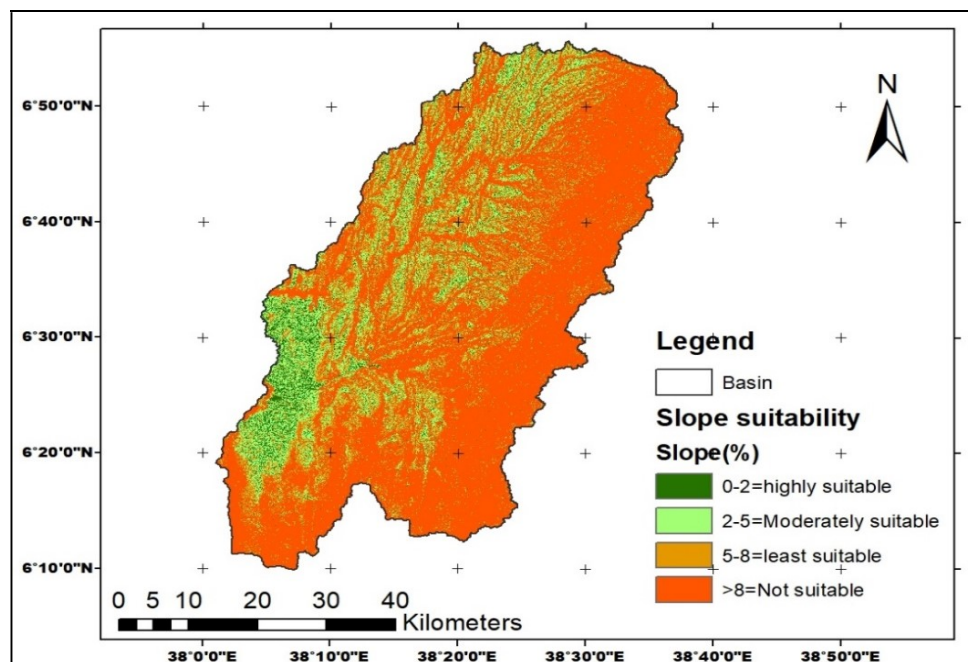 N
6°50'0"N
6°40'0"N
6°30'0"N
6°20'0"N
6°10'0"N
Legend
Basin
Slope suitability
Slope(%)
0-2=highly suitable
2-5=Moderately suitable
5-8=least suitable
>8=Not suitable
0 5 10 20 30 40
Kilometers
38°0'0"E 38°10'0"E 38°20'0"E 38°30'0"E 38°40'0"E 38°50'0"E